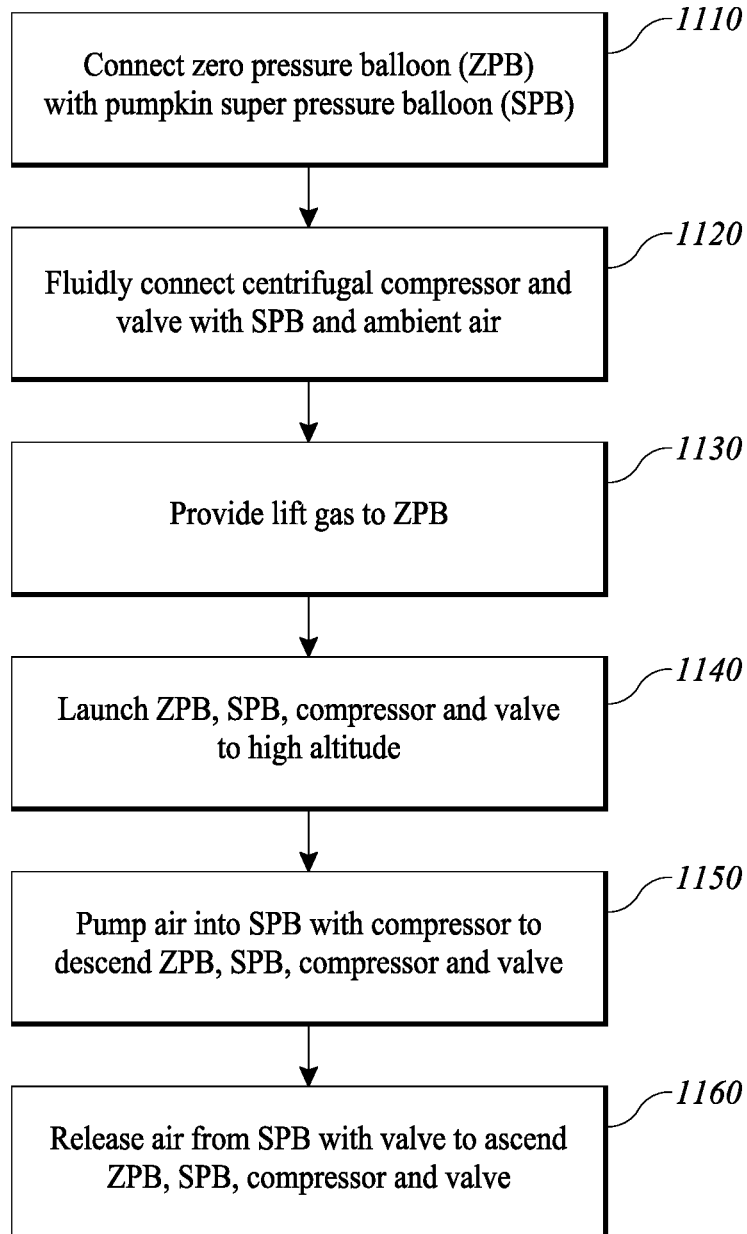 1110
Connect zero pressure balloon (ZPB)
with pumpkin super pressure balloon (SPB)
1120
Fluidly connect centrifugal compressor and
valve with SPB and ambient air
1130
Provide lift gas to ZPB
1140
Launch ZPB, SPB, compressor and valve
to high altitude
1150
Pump air into SPB with compressor to
descend ZPB, SPB, compressor and valve
1160
Release air from SPB with valve to ascend
ZPB, SPB, compressor and valve